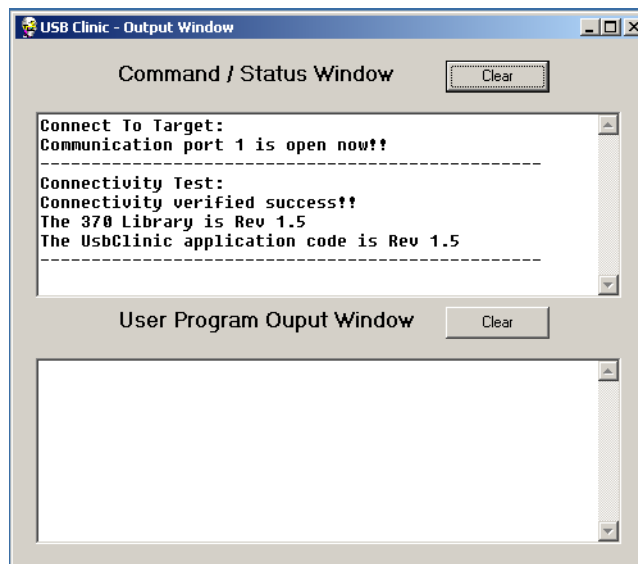 USB Clinic - Output Window
Command / Status Window
Clear
Connect To Target:
Communication port 1 is open now!!
---------------------------------------------------
Connectivity Test:
Connectivity verified success!!
The 370 Library is Rev 1.5
The UsbClinic application code is Rev 1.5
---------------------------------------------------
User Program Ouput Window
Clear